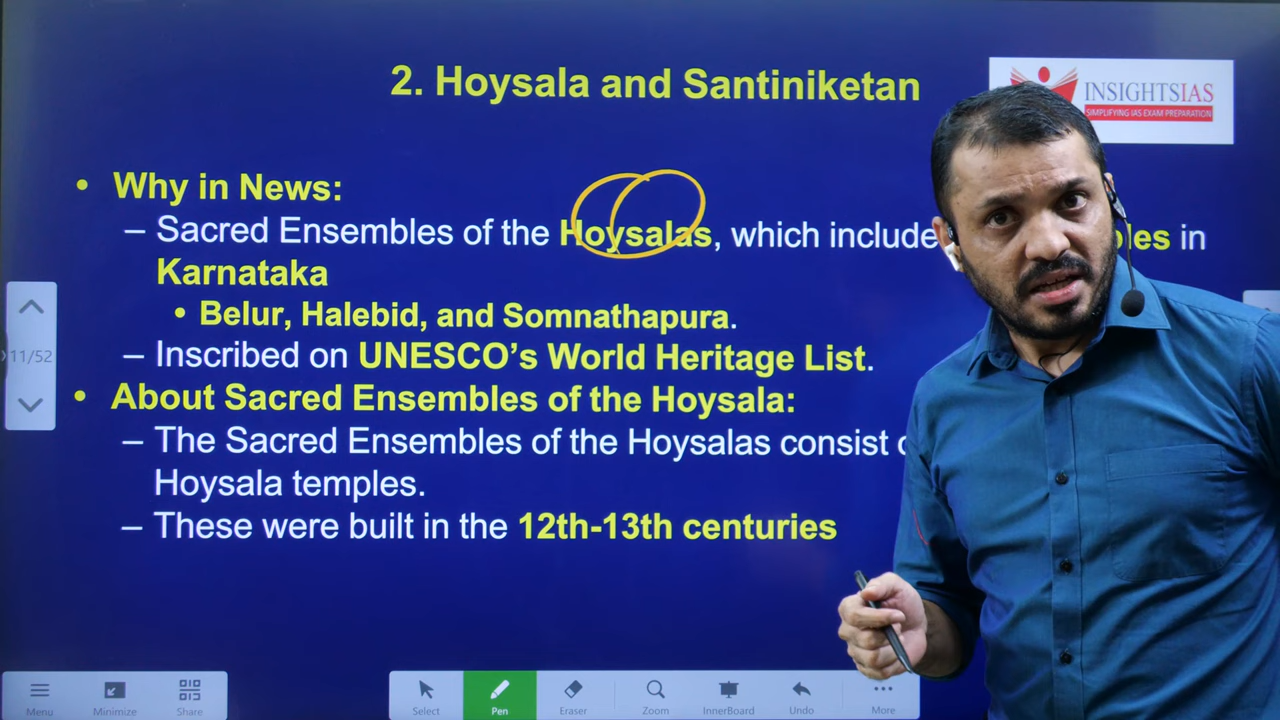 2. Hoysala and Santiniketan
INSIGHTSIAS
SIMPLIFYING IAS EXAM PREPARATION
• Why in News:
– Sacred Ensembles of the Hoysalas, which include
in
Karnataka
• Belur, Halebid, and Somnathapura.
11/52
– Inscribed on UNESCO’s World Heritage List.
• About Sacred Ensembles of the Hoysala:
– The Sacred Ensembles of the Hoysalas consist
Hoysala temples.
– These were built in the 12th-13th centuries
Menu Minimize Share Select Pen Eraser Zoom InnerBoard Undo More